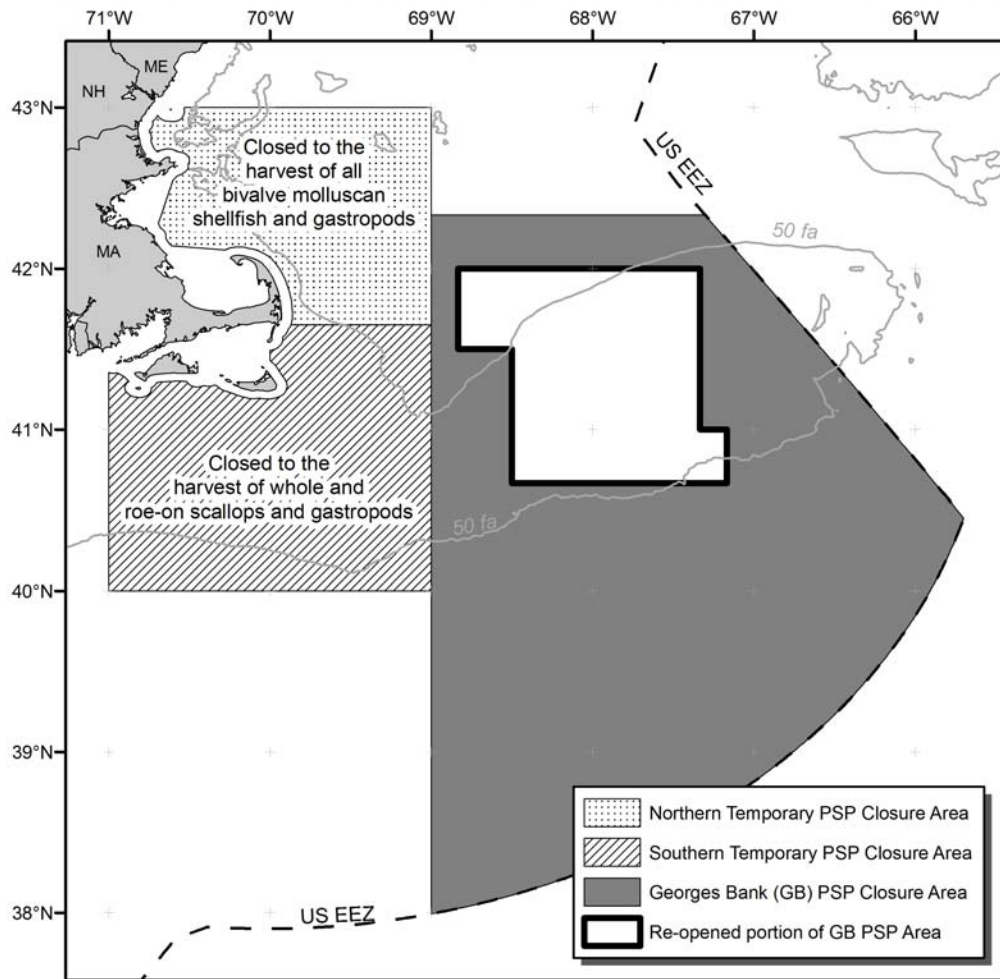 71°W 70°W 69°W 68°W 67°W 66°W
43°N
42°N
41°N
40°N
39°N
38°N
ME
NH
MA
Closed to the
harvest of all
bivalve molluscan
shellfish and gastropods
US EEZ
50 fa
Closed to the
harvest of whole and
roe-on scallops and gastropods
50 fa
US EEZ
Northern Temporary PSP Closure Area
Southern Temporary PSP Closure Area
Georges Bank (GB) PSP Closure Area
Re-opened portion of GB PSP Area